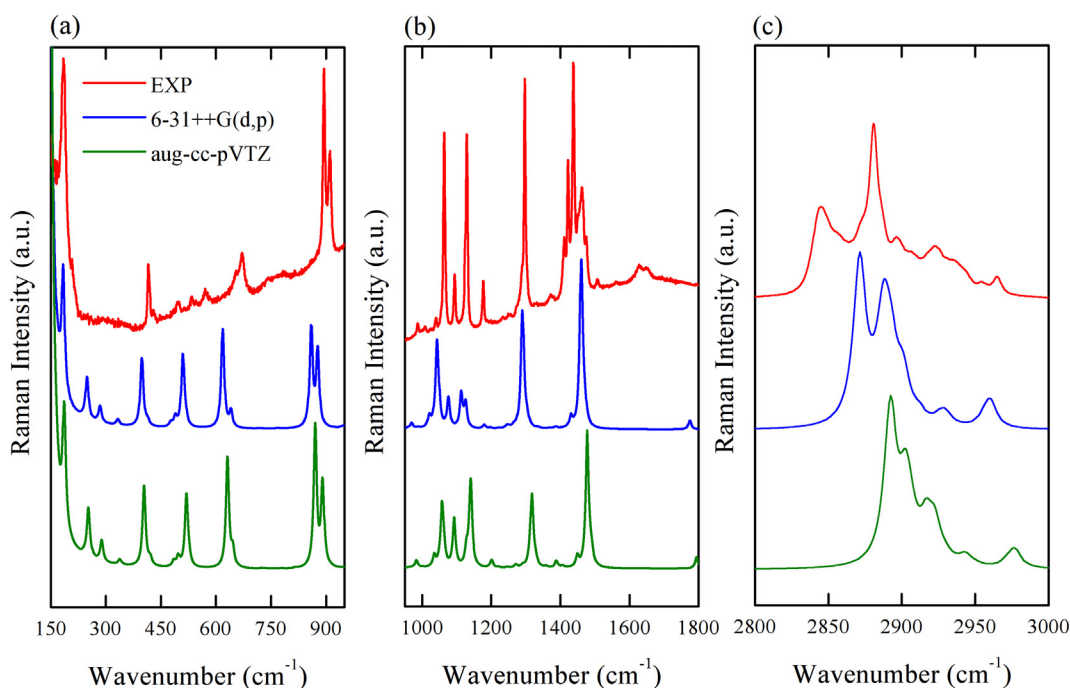 (a)
(b)
(c)
EXP
6-31++G(d,p)
aug-cc-pVTZ
Raman Intensity (a.u.)
Raman Intensity (a.u.)
Raman Intensity (a.u.)
150 300 450 600 750 900
1000 1200 1400 1600 1800
2800 2850 2900 2950 3000
Wavenumber (cm-1)
Wavenumber (cm-1)
Wavenumber (cm-1)